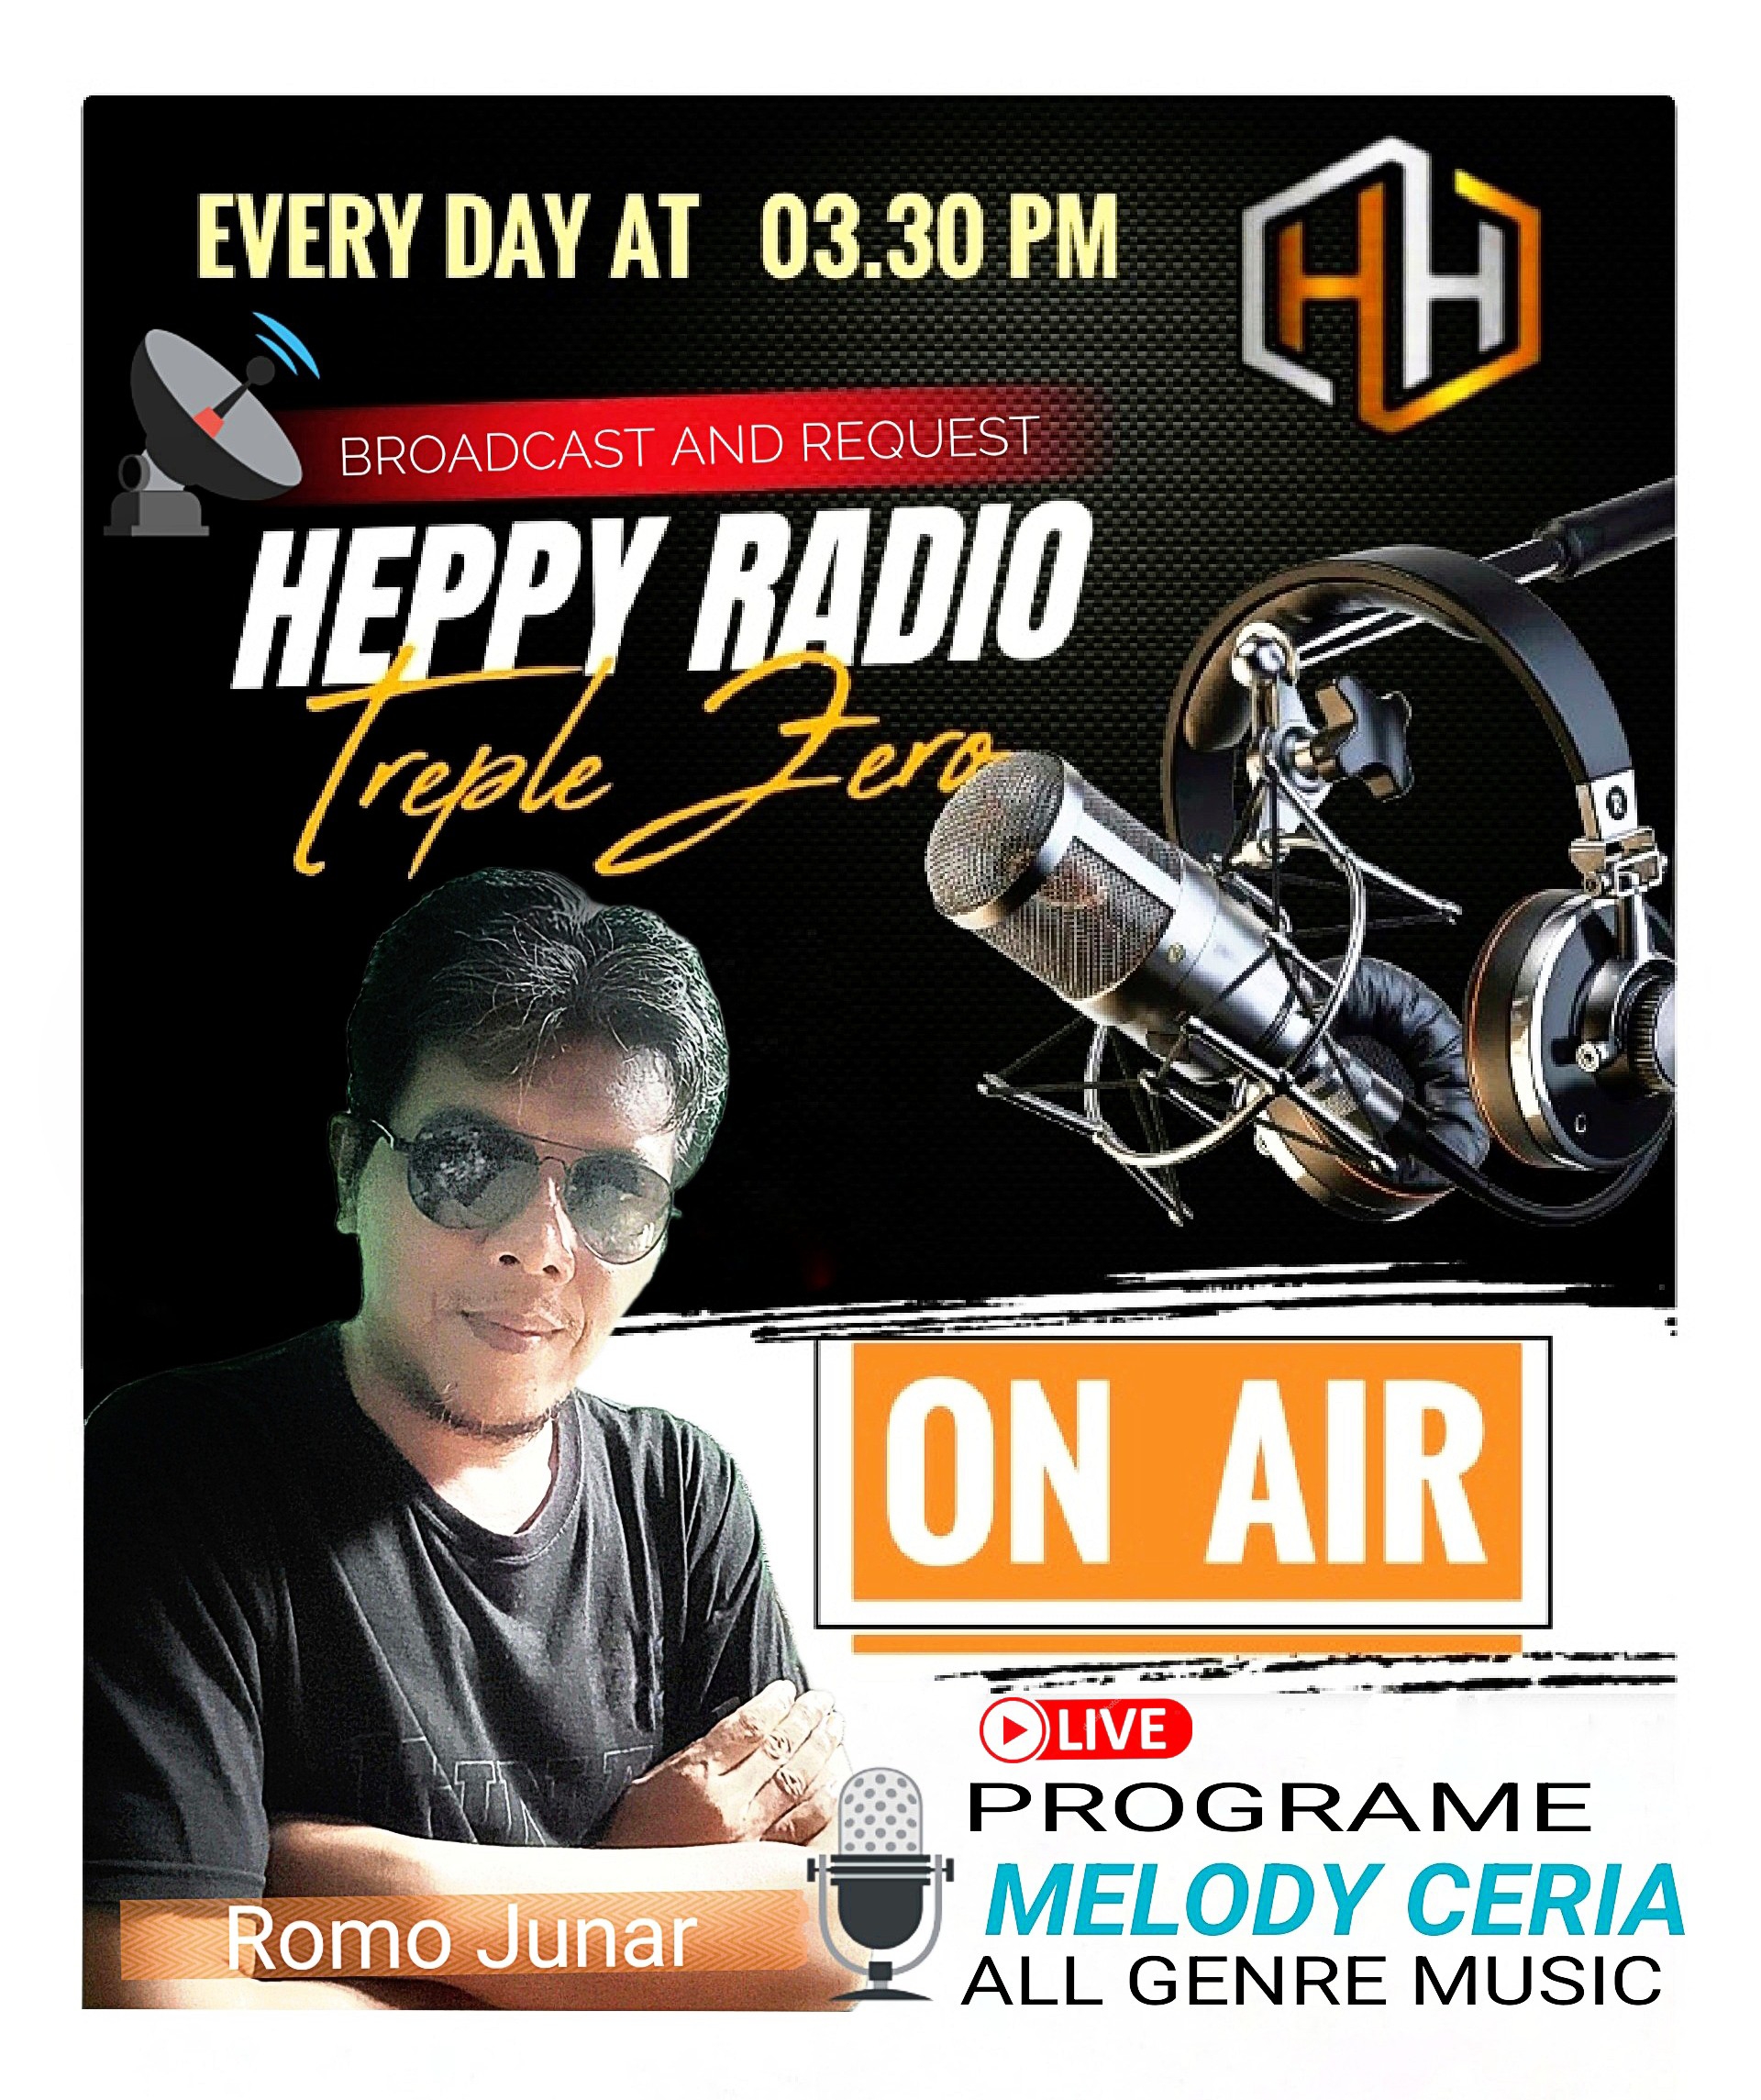 EVERY DAY AT 03.30 PM
HH
BROADCAST AND REQUEST
HEPPY RADIO
Treple Zero
R
ON AIR
LIVE
PROGRAME
MELODY CERIA
ALL GENRE MUSIC
Romo Junar